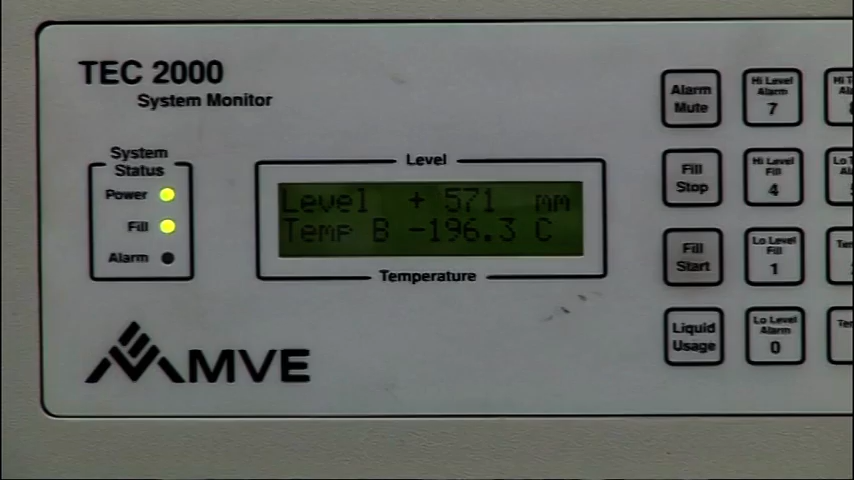 TEC 2000
System Monitor
System
Status
Power
Fill
Alarm
Level
Level + 571 mm
Temp B -196.3 C
Temperature
MVE
Alarm
Mute
Hi Level
Alarm
7
Fill
Stop
Hi Level
Fill
4
Fill
Start
Lo Level
Fill
1
Liquid
Usage
Lo Level
Alarm
0